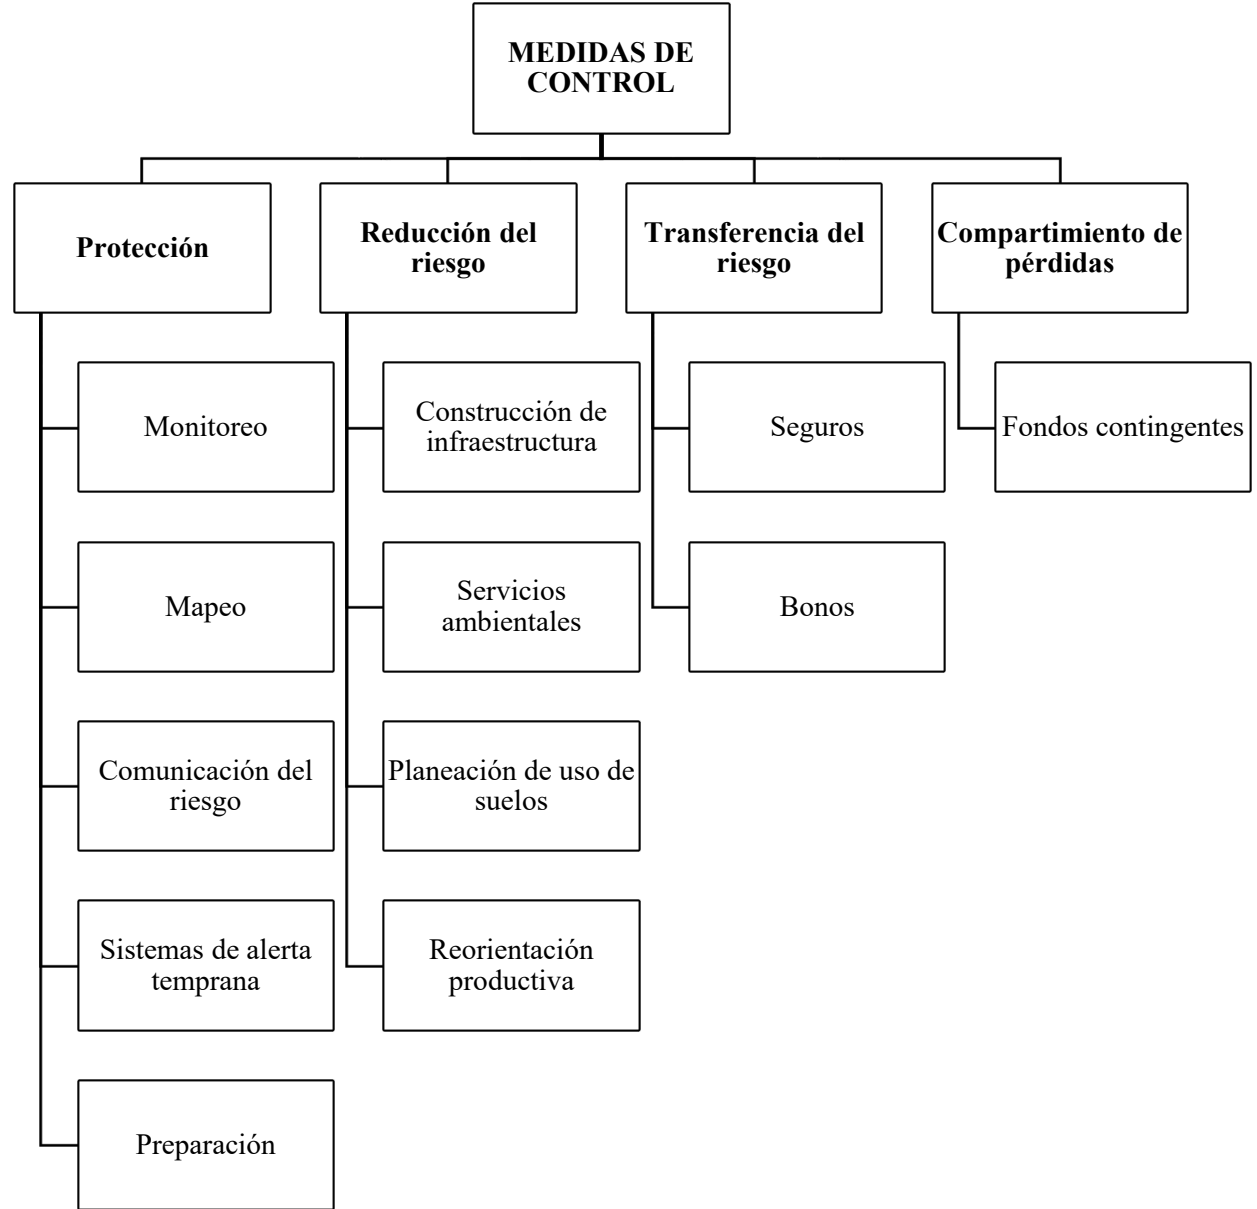 MEDIDAS DE
CONTROL
Protección
Reducción del
riesgo
Transferencia del
riesgo
Compartimiento de
pérdidas
Monitoreo
Mapeo
Comunicación del
riesgo
Sistemas de alerta
temprana
Preparación
Construcción de
infraestructura
Servicios
ambientales
Planeación de uso de
suelos
Reorientación
productiva
Seguros
Bonos
Fondos contingentes